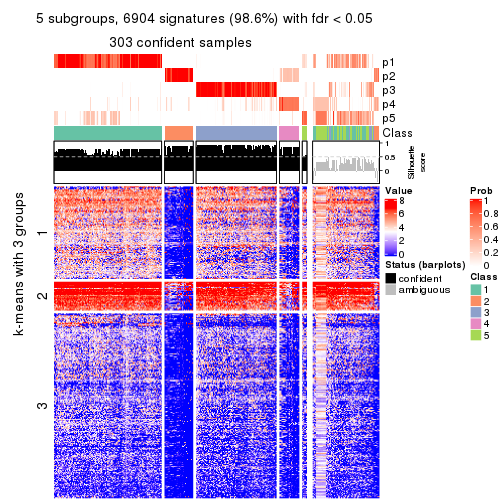 5 subgroups, 6904 signatures (98.6%) with fdr < 0.05
303 confident samples
p1
p2
p3
p4
p5
Class
1
0.5
0
Silhouette
score
k-means with 3 groups
1
2
3
Value
8
6
4
2
0
Status (barplots)
confident
ambiguous
Prob
1
0.8
0.6
0.4
0.2
0
Class
1
2
3
4
5